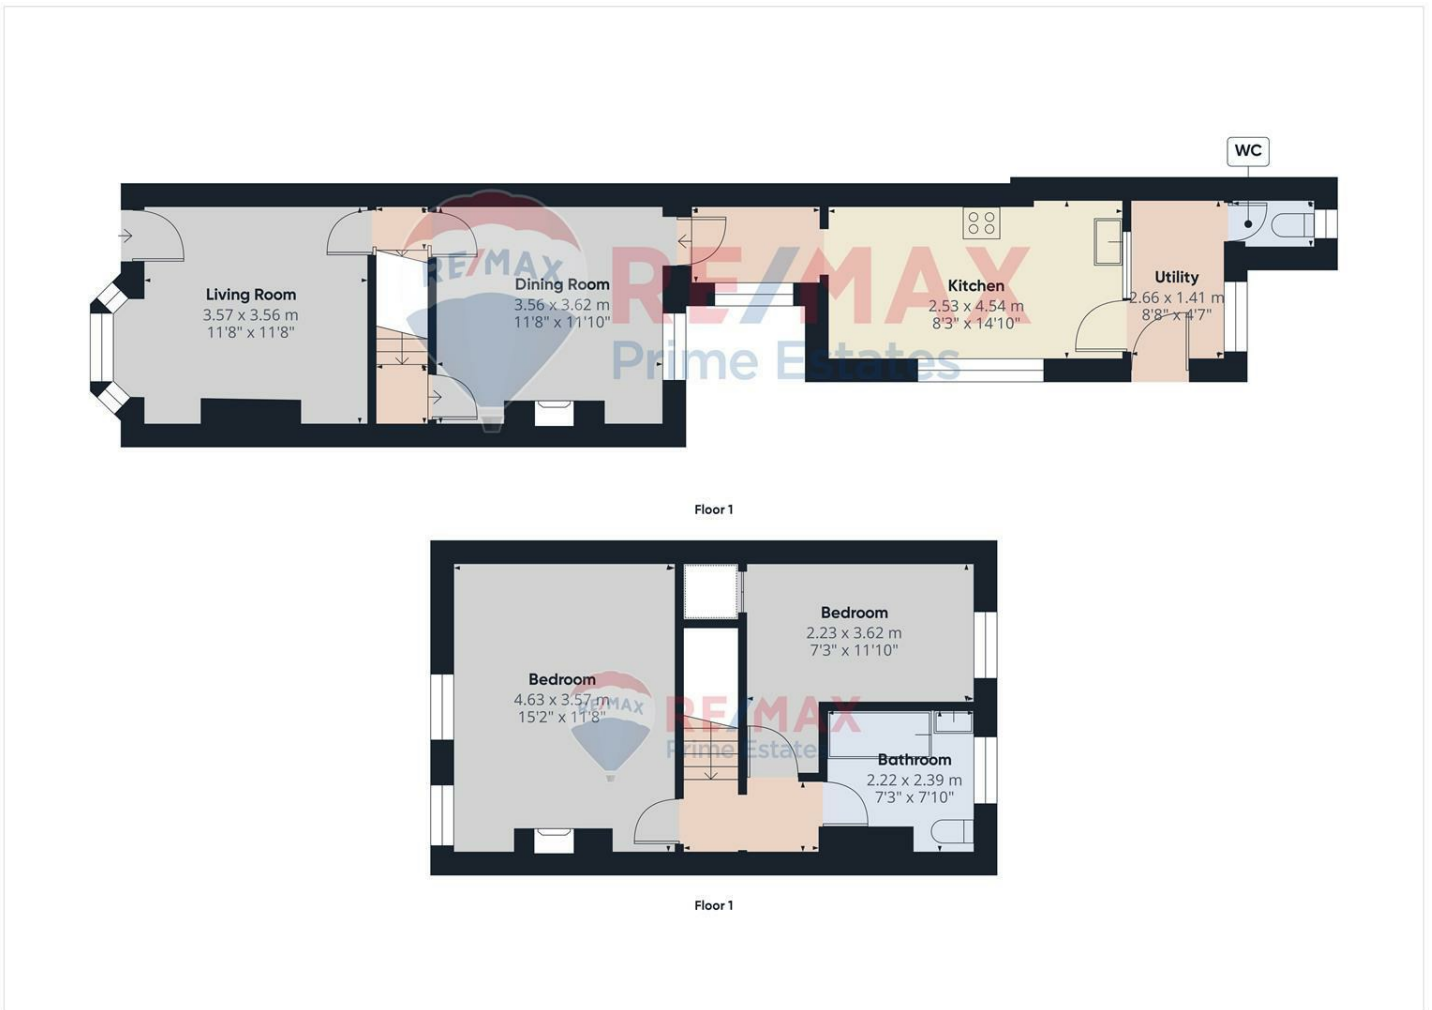 WC
Living Room
3.57 x 3.56 m
11'8" x 11'8"
Dining Room
3.56 x 3.62 m
11'8" x 11'10"
Kitchen
2.53 x 4.54 m
8'3" x 14'10"
Utility
2.66 x 1.41 m
8'8" x 4'7"
RE/MAX
RE/MAX
Prime Estates
Floor 1
Bedroom
4.63 x 3.57 m
15'2" x 11'8"
Bedroom
2.23 x 3.62 m
7'3" x 11'10"
Bathroom
2.22 x 2.39 m
7'3" x 7'10"
RE/MAX
RE/MAX
Prime Estates
Floor 1